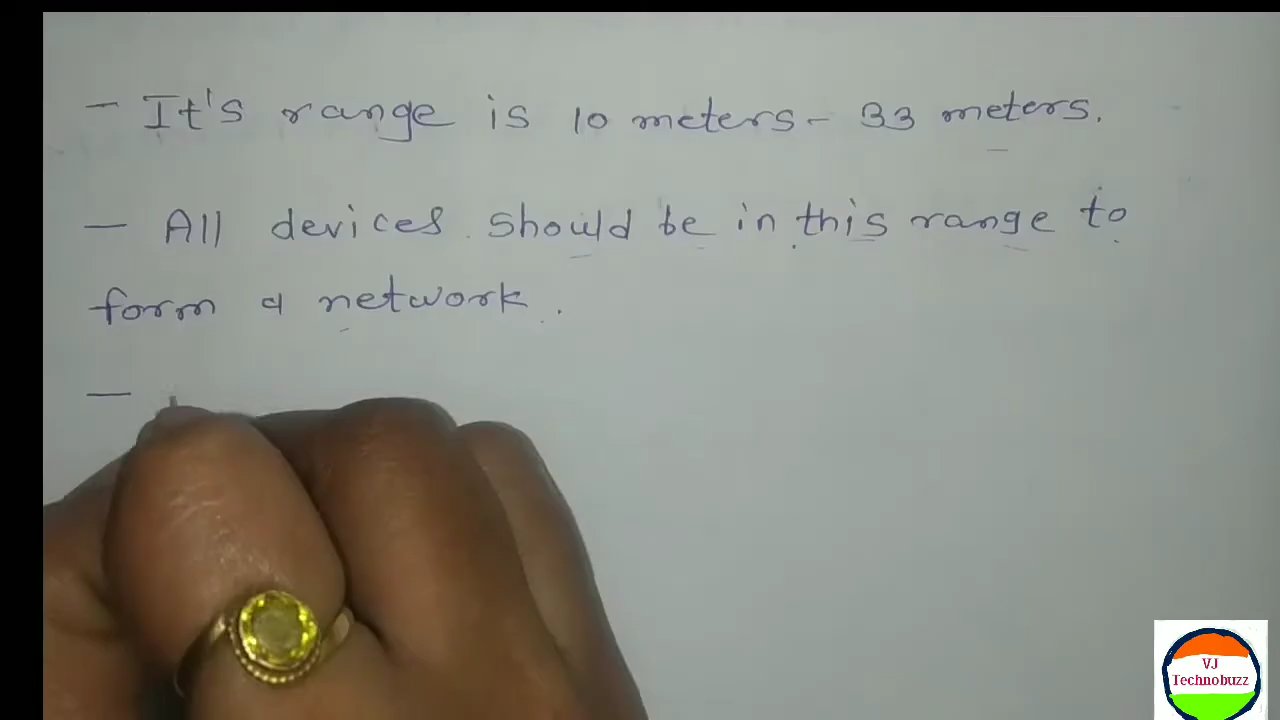 - It's range is 10 meters - 33 meters.
- All devices should be in this range to
form a network.
-
VJ
Technobuzz